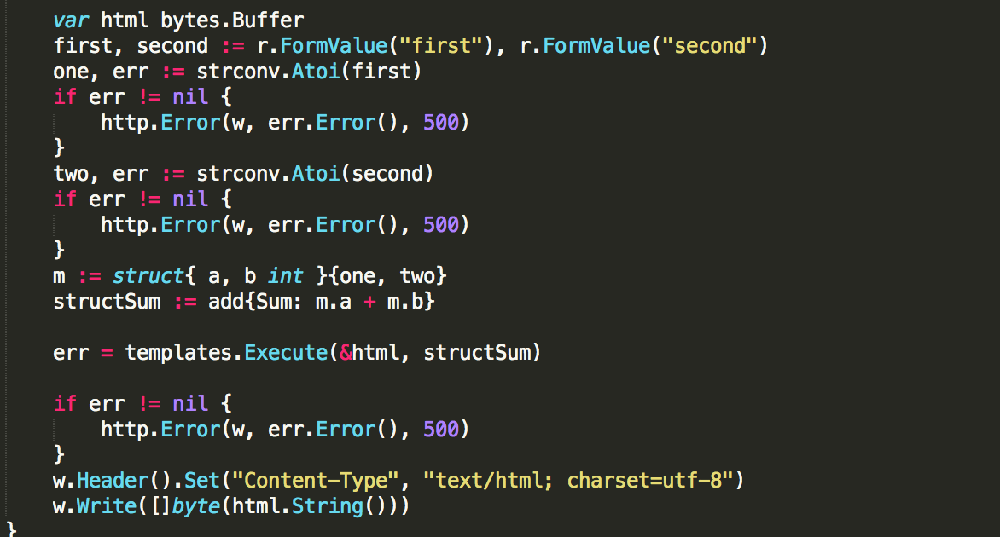 var html bytes.Buffer
first, second := r.FormValue("first"), r.FormValue("second")
one, err := strconv.Atoi(first)
if err != nil {
    http.Error(w, err.Error(), 500)
}
two, err := strconv.Atoi(second)
if err != nil {
    http.Error(w, err.Error(), 500)
}
m := struct{ a, b int }{one, two}
structSum := add{Sum: m.a + m.b}

err = templates.Execute(&html, structSum)

if err != nil {
    http.Error(w, err.Error(), 500)
}
w.Header().Set("Content-Type", "text/html; charset=utf-8")
w.Write([]byte(html.String()))
}